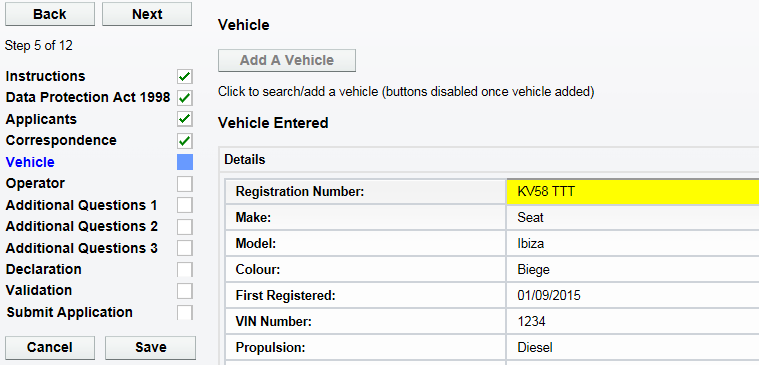 Back Next
Step 5 of 12
Instructions
Data Protection Act 1998
Applicants
Correspondence
Vehicle
Operator
Additional Questions 1
Additional Questions 2
Additional Questions 3
Declaration
Validation
Submit Application
Cancel Save
Vehicle
Add A Vehicle
Click to search/add a vehicle (buttons disabled once vehicle added)
Vehicle Entered
Details
Registration Number: KV58 TTT
Make: Seat
Model: Ibiza
Colour: Biege
First Registered: 01/09/2015
VIN Number: 1234
Propulsion: Diesel